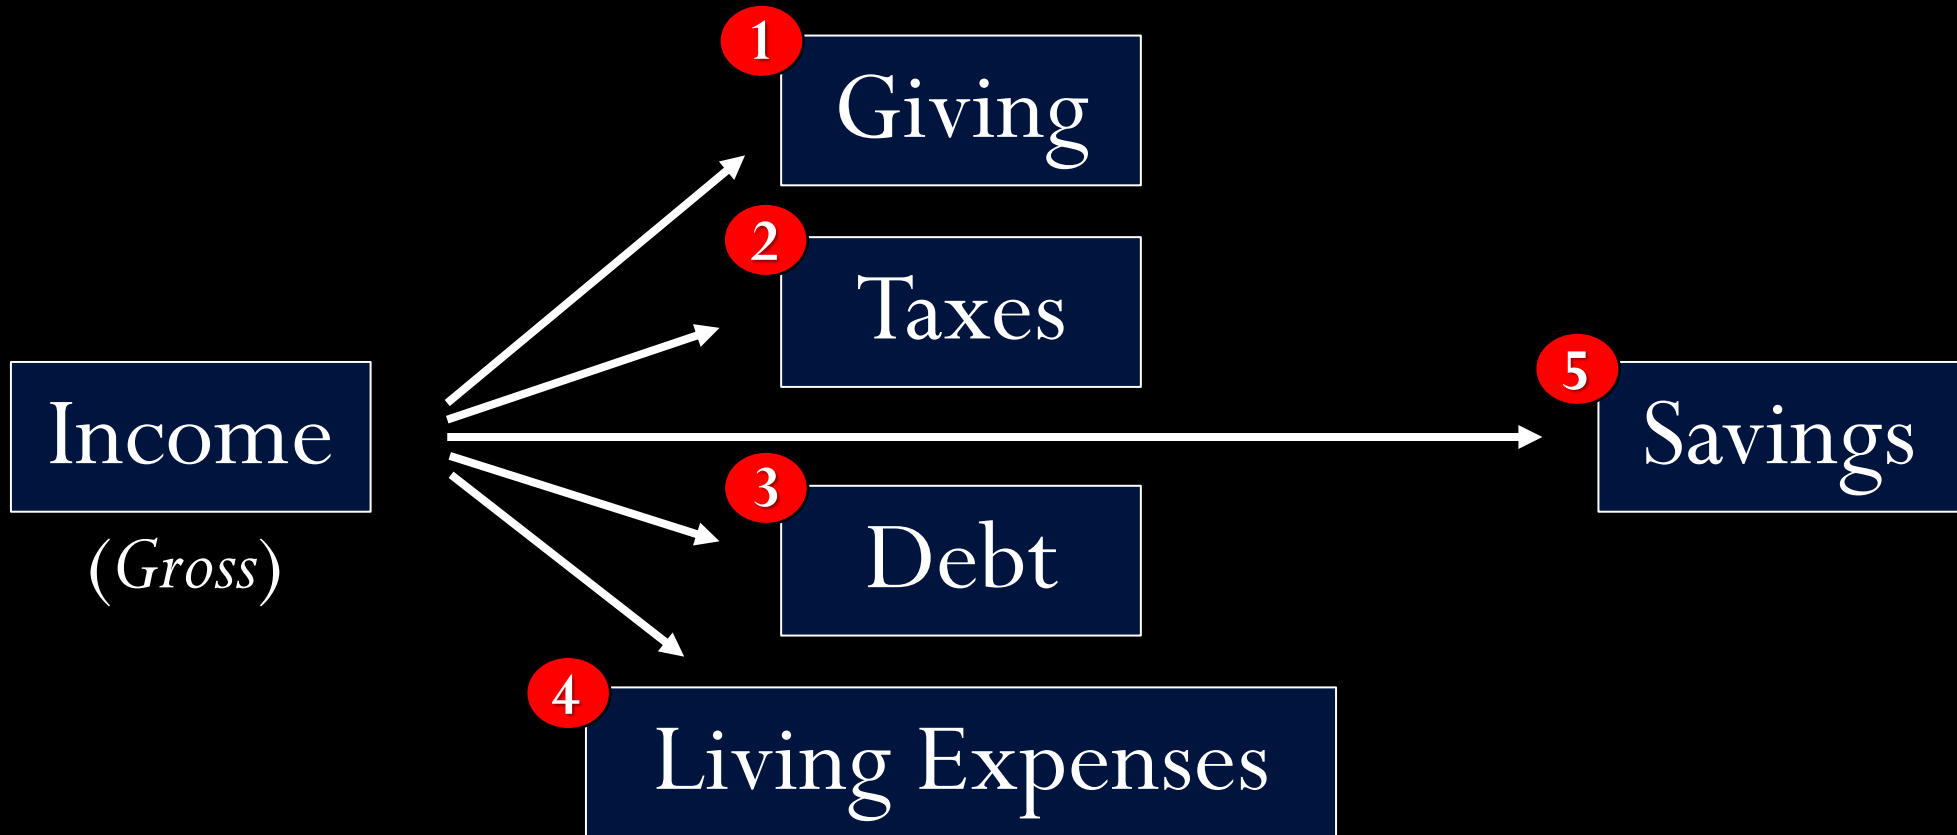 1
Giving
2
Taxes
Income
(Gross)
5
Savings
3
Debt
4
Living Expenses